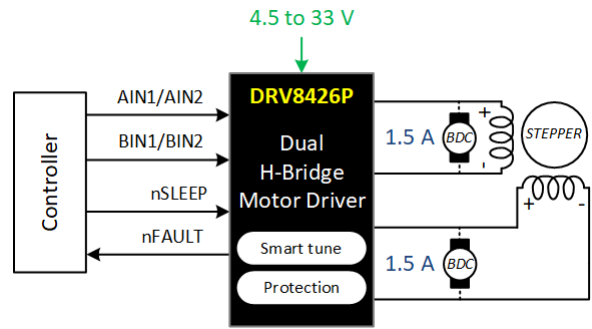 4.5 to 33 V
Controller
AIN1/AIN2
BIN1/BIN2
nSLEEP
nFAULT
DRV8426P
Dual
H-Bridge
Motor Driver
Smart tune
Protection
1.5 A
BDC
+
-
STEPPER
+
-
1.5 A
BDC